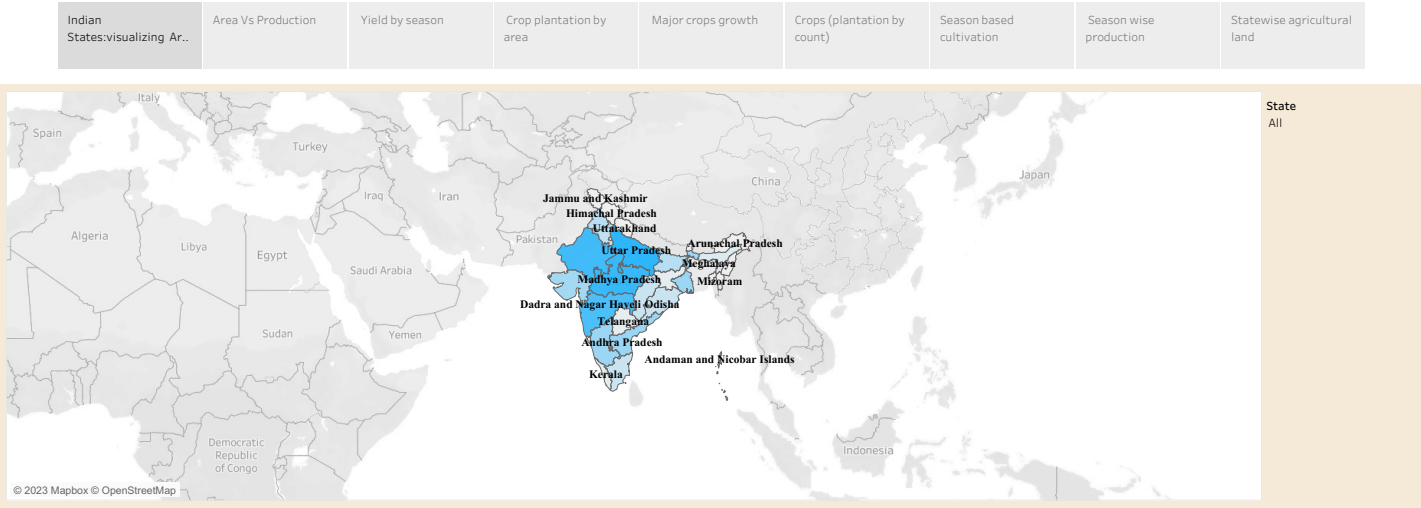 Indian
States:visualizing Ar..
Area Vs Production
Yield by season
Crop plantation by
area
Major crops growth
Crops (plantation by
count)
Season based
cultivation
Season wise
production
Statewise agricultural
land
State
All
Italy
Spain
Turkey
China
Japan
Iraq
Iran
Jammu and Kashmir
Himachal Pradesh
Uttarakhand
Algeria
Libya
Egypt
Pakistan
Uttar Pradesh
Arunachal Pradesh
Saudi Arabia
Meghalaya
Madhya Pradesh
Mizoram
Dadra and Nagar Haveli
Odisha
Telangana
Sudan
Yemen
Andhra Pradesh
Andaman and Nicobar Islands
Kerala
Democratic
Republic
of Congo
Indonesia
© 2023 Mapbox © OpenStreetMap